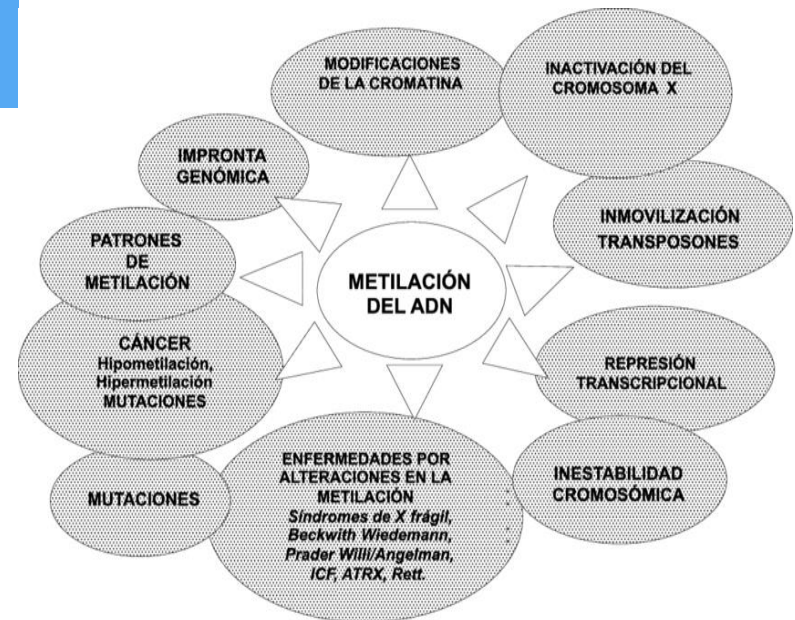 MODIFICACIONES
DE LA CROMATINA
INACTIVACIÓN DEL
CROMOSOMA X
IMPRONTA
GENÓMICA
INMOVILIZACIÓN
TRANSPOSONES
PATRONES
DE
METILACIÓN
METILACIÓN
DEL ADN
CÁNCER
Hipometilación,
Hipermetilación
MUTACIONES
REPRESIÓN
TRANSCRIPCIONAL
ENFERMEDADES POR
ALTERACIONES EN LA
METILACIÓN
Síndromes de X frágil,
Beckwith Wiedemann,
Prader Willi/Angelman,
ICF, ATRX, Rett.
INESTABILIDAD
CROMOSÓMICA
MUTACIONES